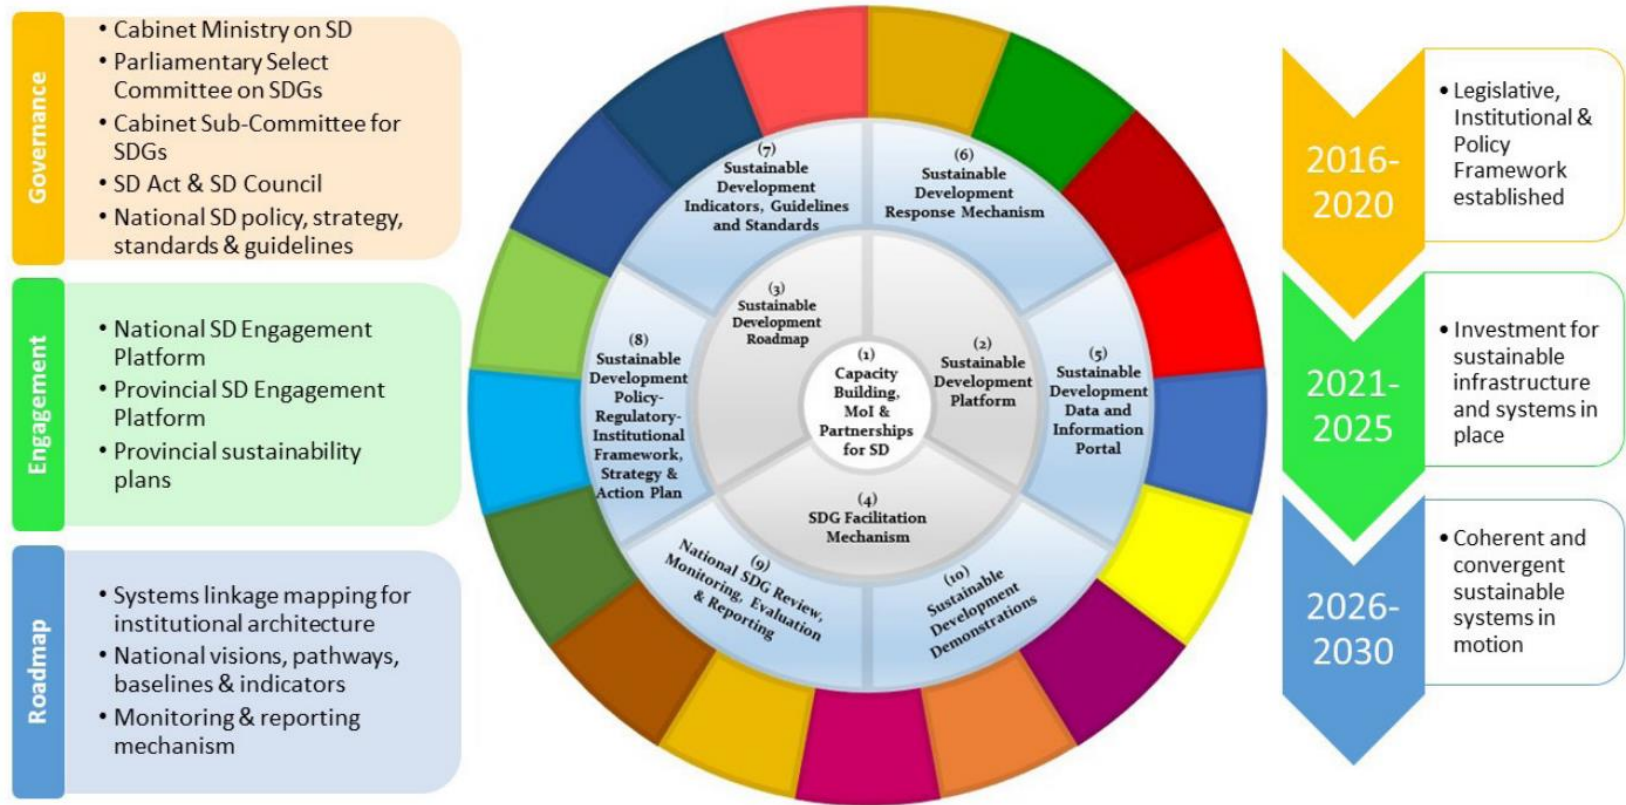 Governance
• Cabinet Ministry on SD
• Parliamentary Select
Committee on SDGs
• Cabinet Sub-Committee for
SDGs
• SD Act & SD Council
• National SD policy, strategy,
standards & guidelines
Engagement
• National SD Engagement
Platform
• Provincial SD Engagement
Platform
• Provincial sustainability
plans
Roadmap
• Systems linkage mapping for
institutional architecture
• National visions, pathways,
baselines & indicators
• Monitoring & reporting
mechanism
(1)
Capacity
Building,
MoI &
Partnerships
for SD
(2)
Sustainable
Development
Platform
(3)
Sustainable
Development
Roadmap
(4)
SDG Facilitation
Mechanism
(5)
Sustainable
Development
Data and
Information
Portal
(6)
Sustainable
Development
Response Mechanism
(7)
Sustainable
Development
Indicators, Guidelines
and Standards
(8)
Sustainable
Development
Policy-
Regulatory-
Institutional
Framework,
Strategy &
Action Plan
(9)
National SDG Review,
Monitoring, Evaluation
& Reporting
(10)
Sustainable
Development
Demonstrations
2016-
2020
• Legislative,
Institutional &
Policy
Framework
established
2021-
2025
• Investment for
sustainable
infrastructure
and systems in
place
2026-
2030
• Coherent and
convergent
sustainable
systems in
motion